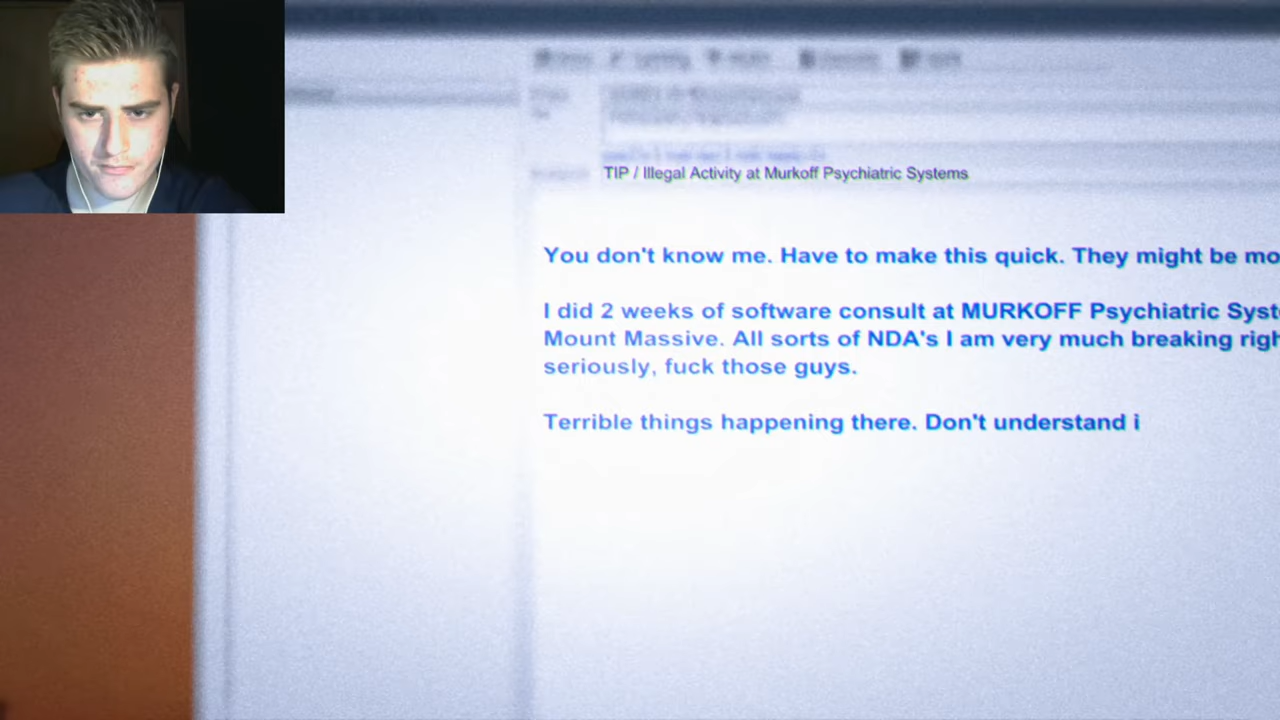 TIP / Illegal Activity at Murkoff Psychiatric Systems
You don't know me. Have to make this quick. They might be mo
I did 2 weeks of software consult at MURKOFF Psychiatric Syst
Mount Massive. All sorts of NDA's I am very much breaking righ
seriously, fuck those guys.
Terrible things happening there. Don't understand i